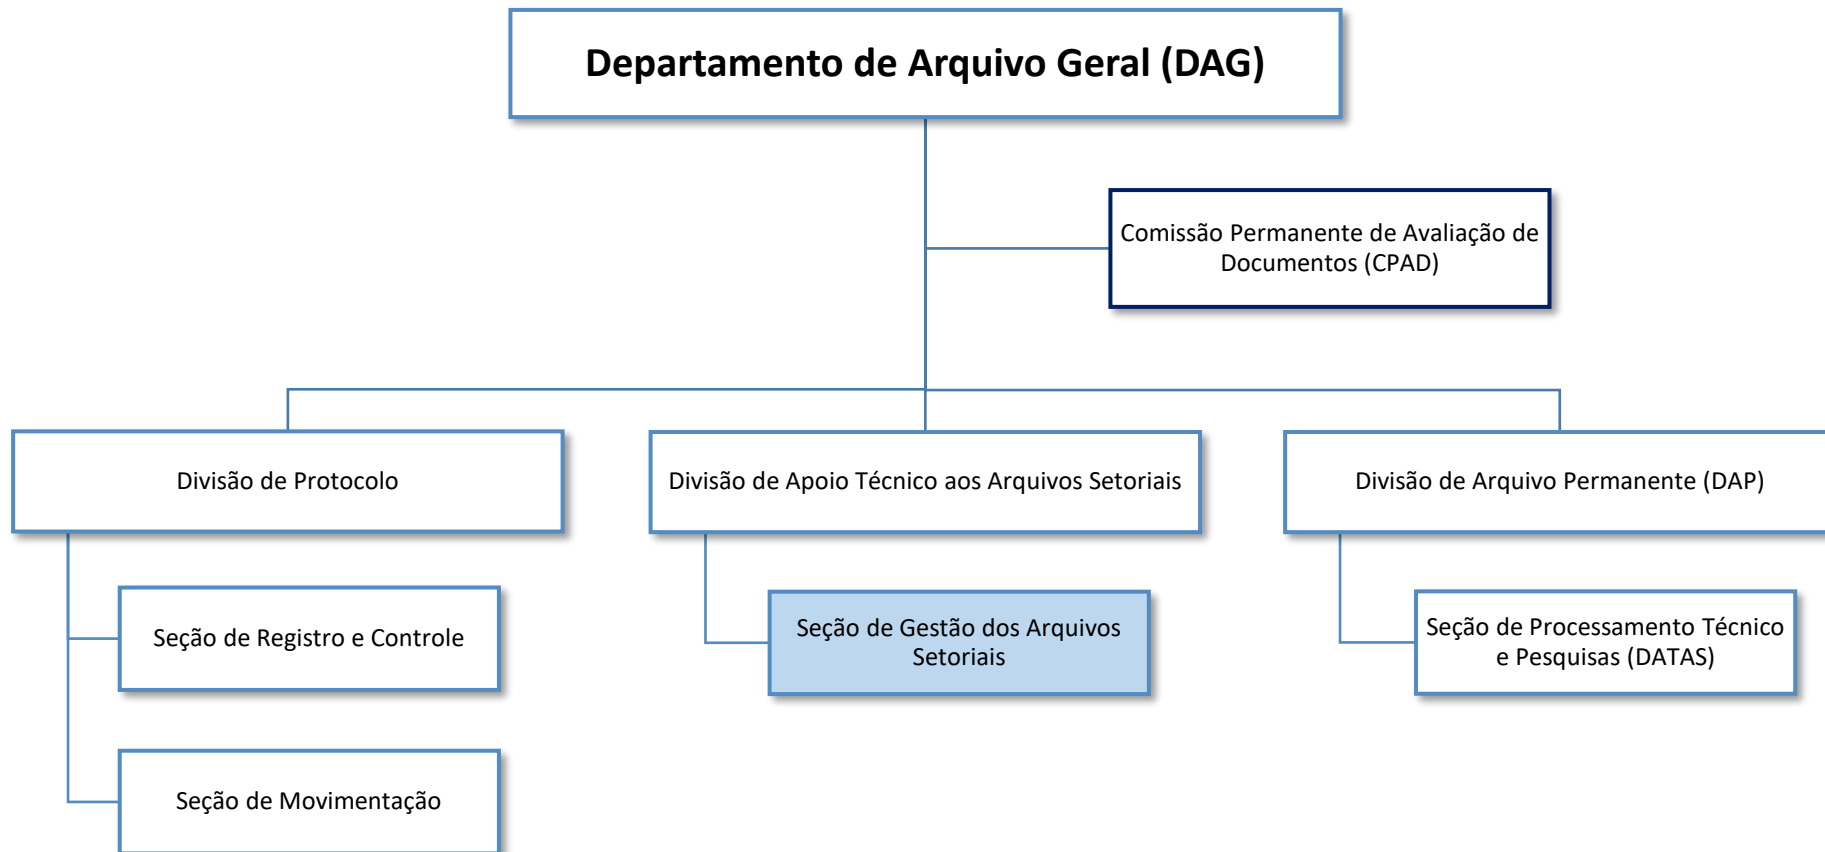 Departamento de Arquivo Geral (DAG)
Comissão Permanente de Avaliação de
Documentos (CPAD)
Divisão de Protocolo
Divisão de Apoio Técnico aos Arquivos Setoriais
Divisão de Arquivo Permanente (DAP)
Seção de Registro e Controle
Seção de Gestão dos Arquivos
Setoriais
Seção de Processamento Técnico
e Pesquisas (DATAS)
Seção de Movimentação